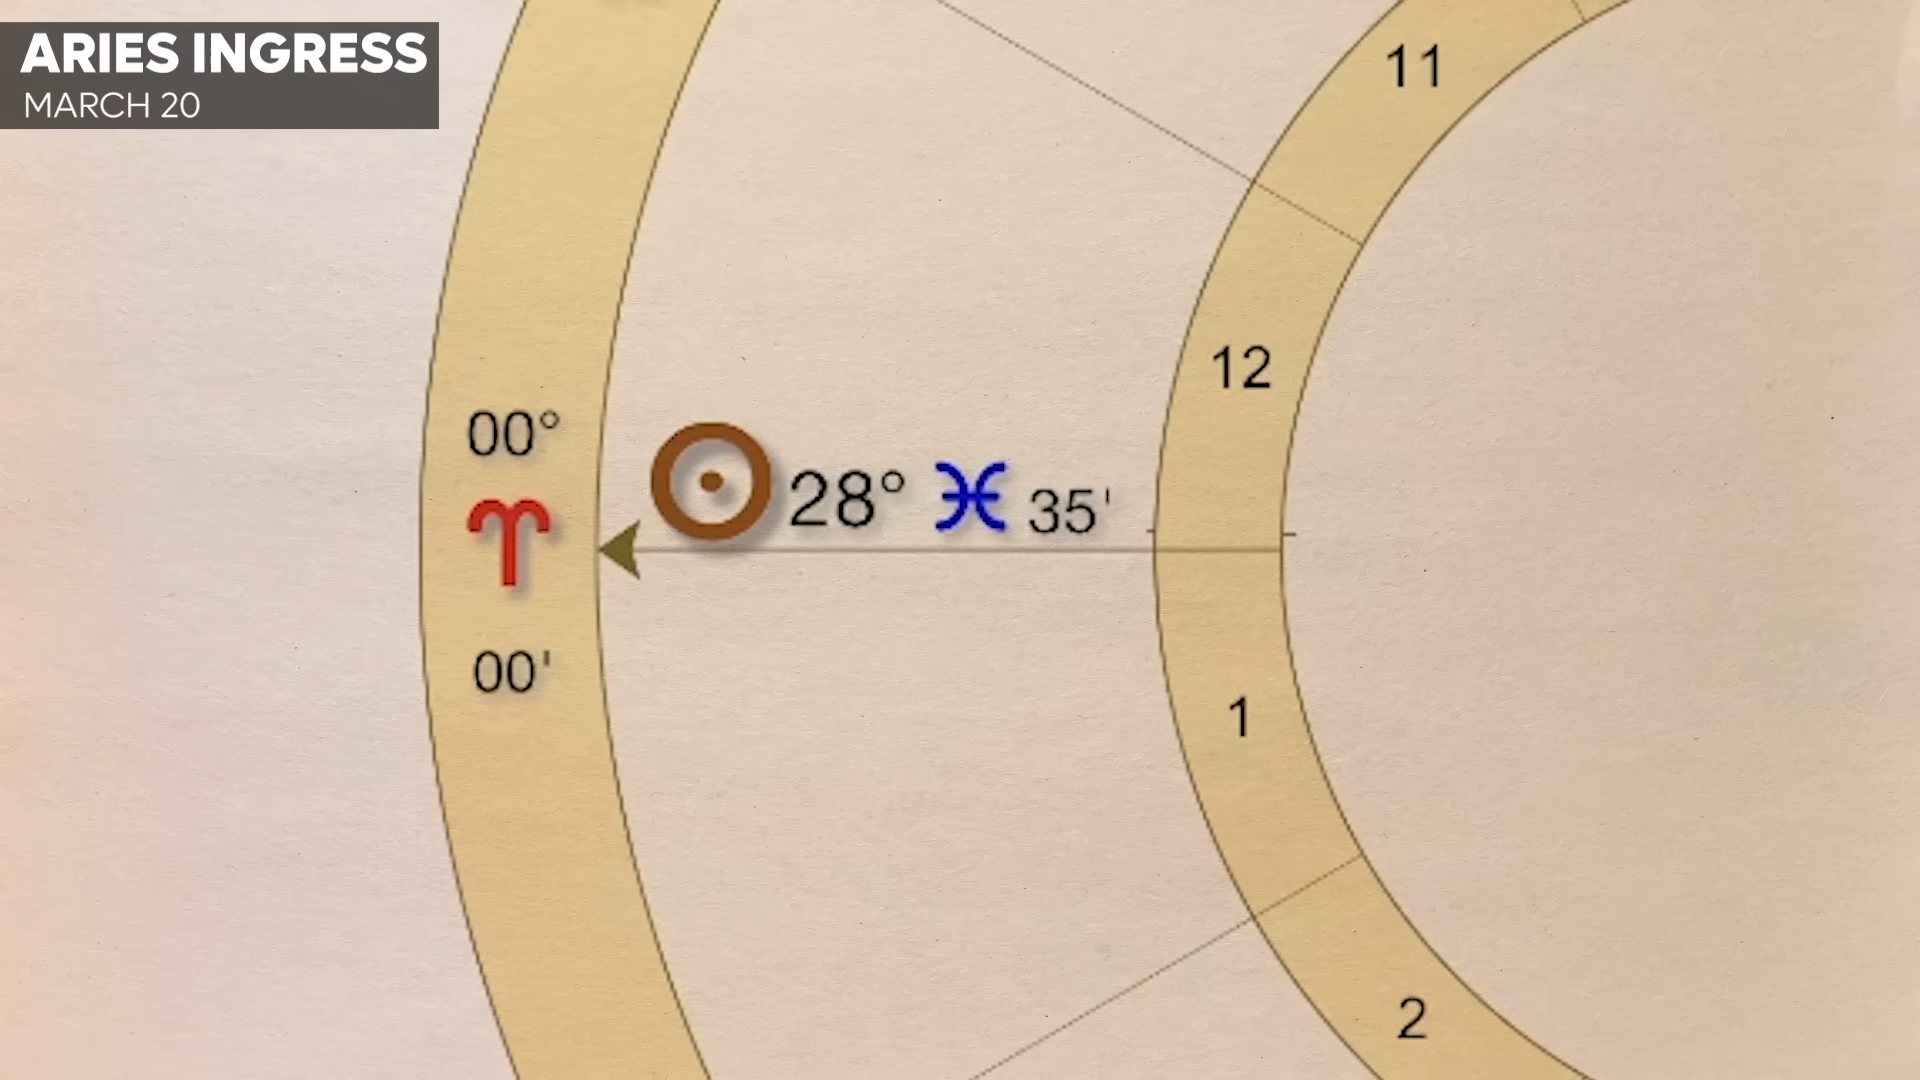 ARIES INGRESS
MARCH 20
11
12
00°
♈
00'
☉ 28° ♓ 35'
1
2